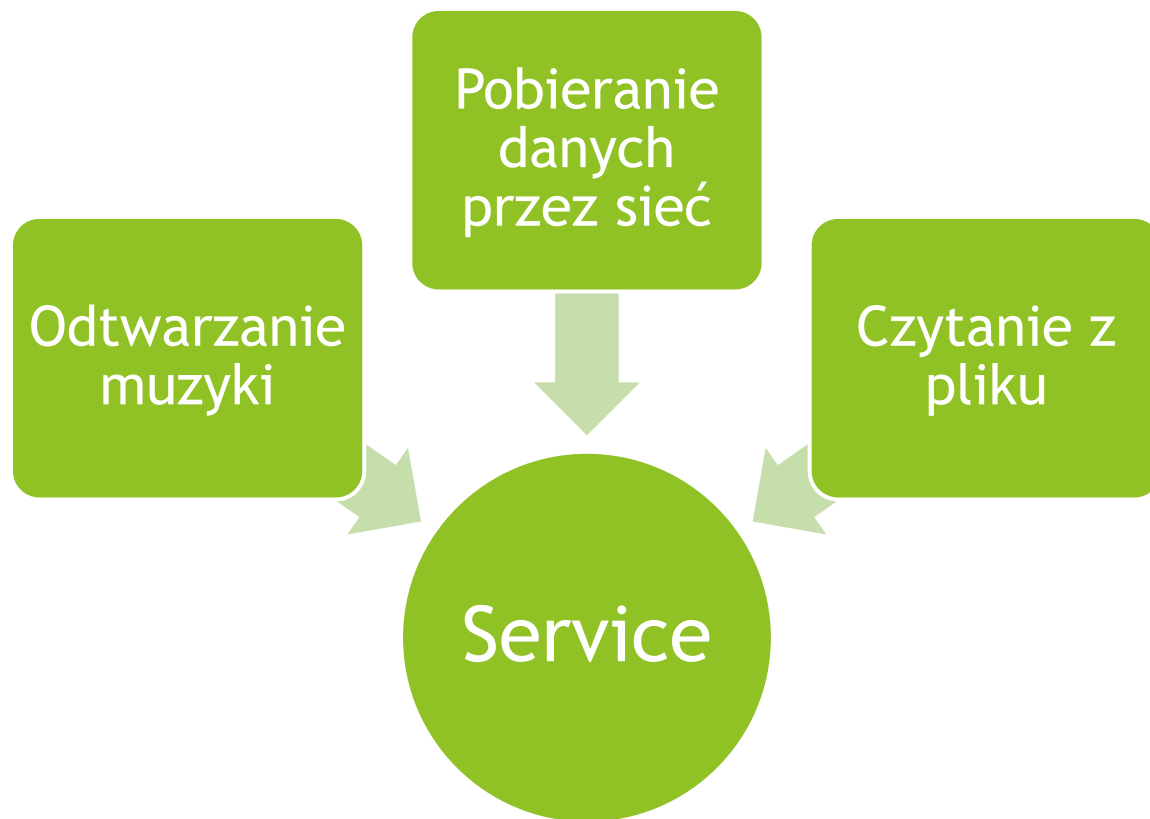 Pobieranie
danych
przez sieć
Odtwarzanie
muzyki
Czytanie z
pliku
Service